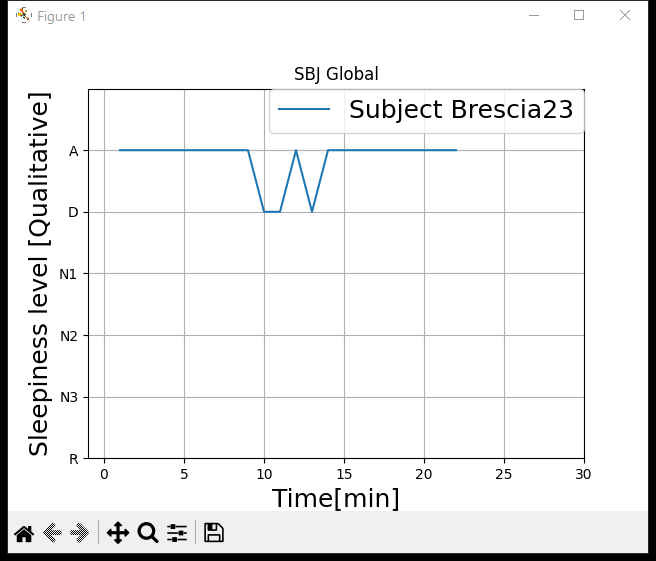 Figure 1
SBJ Global
Subject Brescia23
Sleepiness level [Qualitative]
A
D
N1
N2
N3
R
0 5 10 15 20 25 30
Time[min]